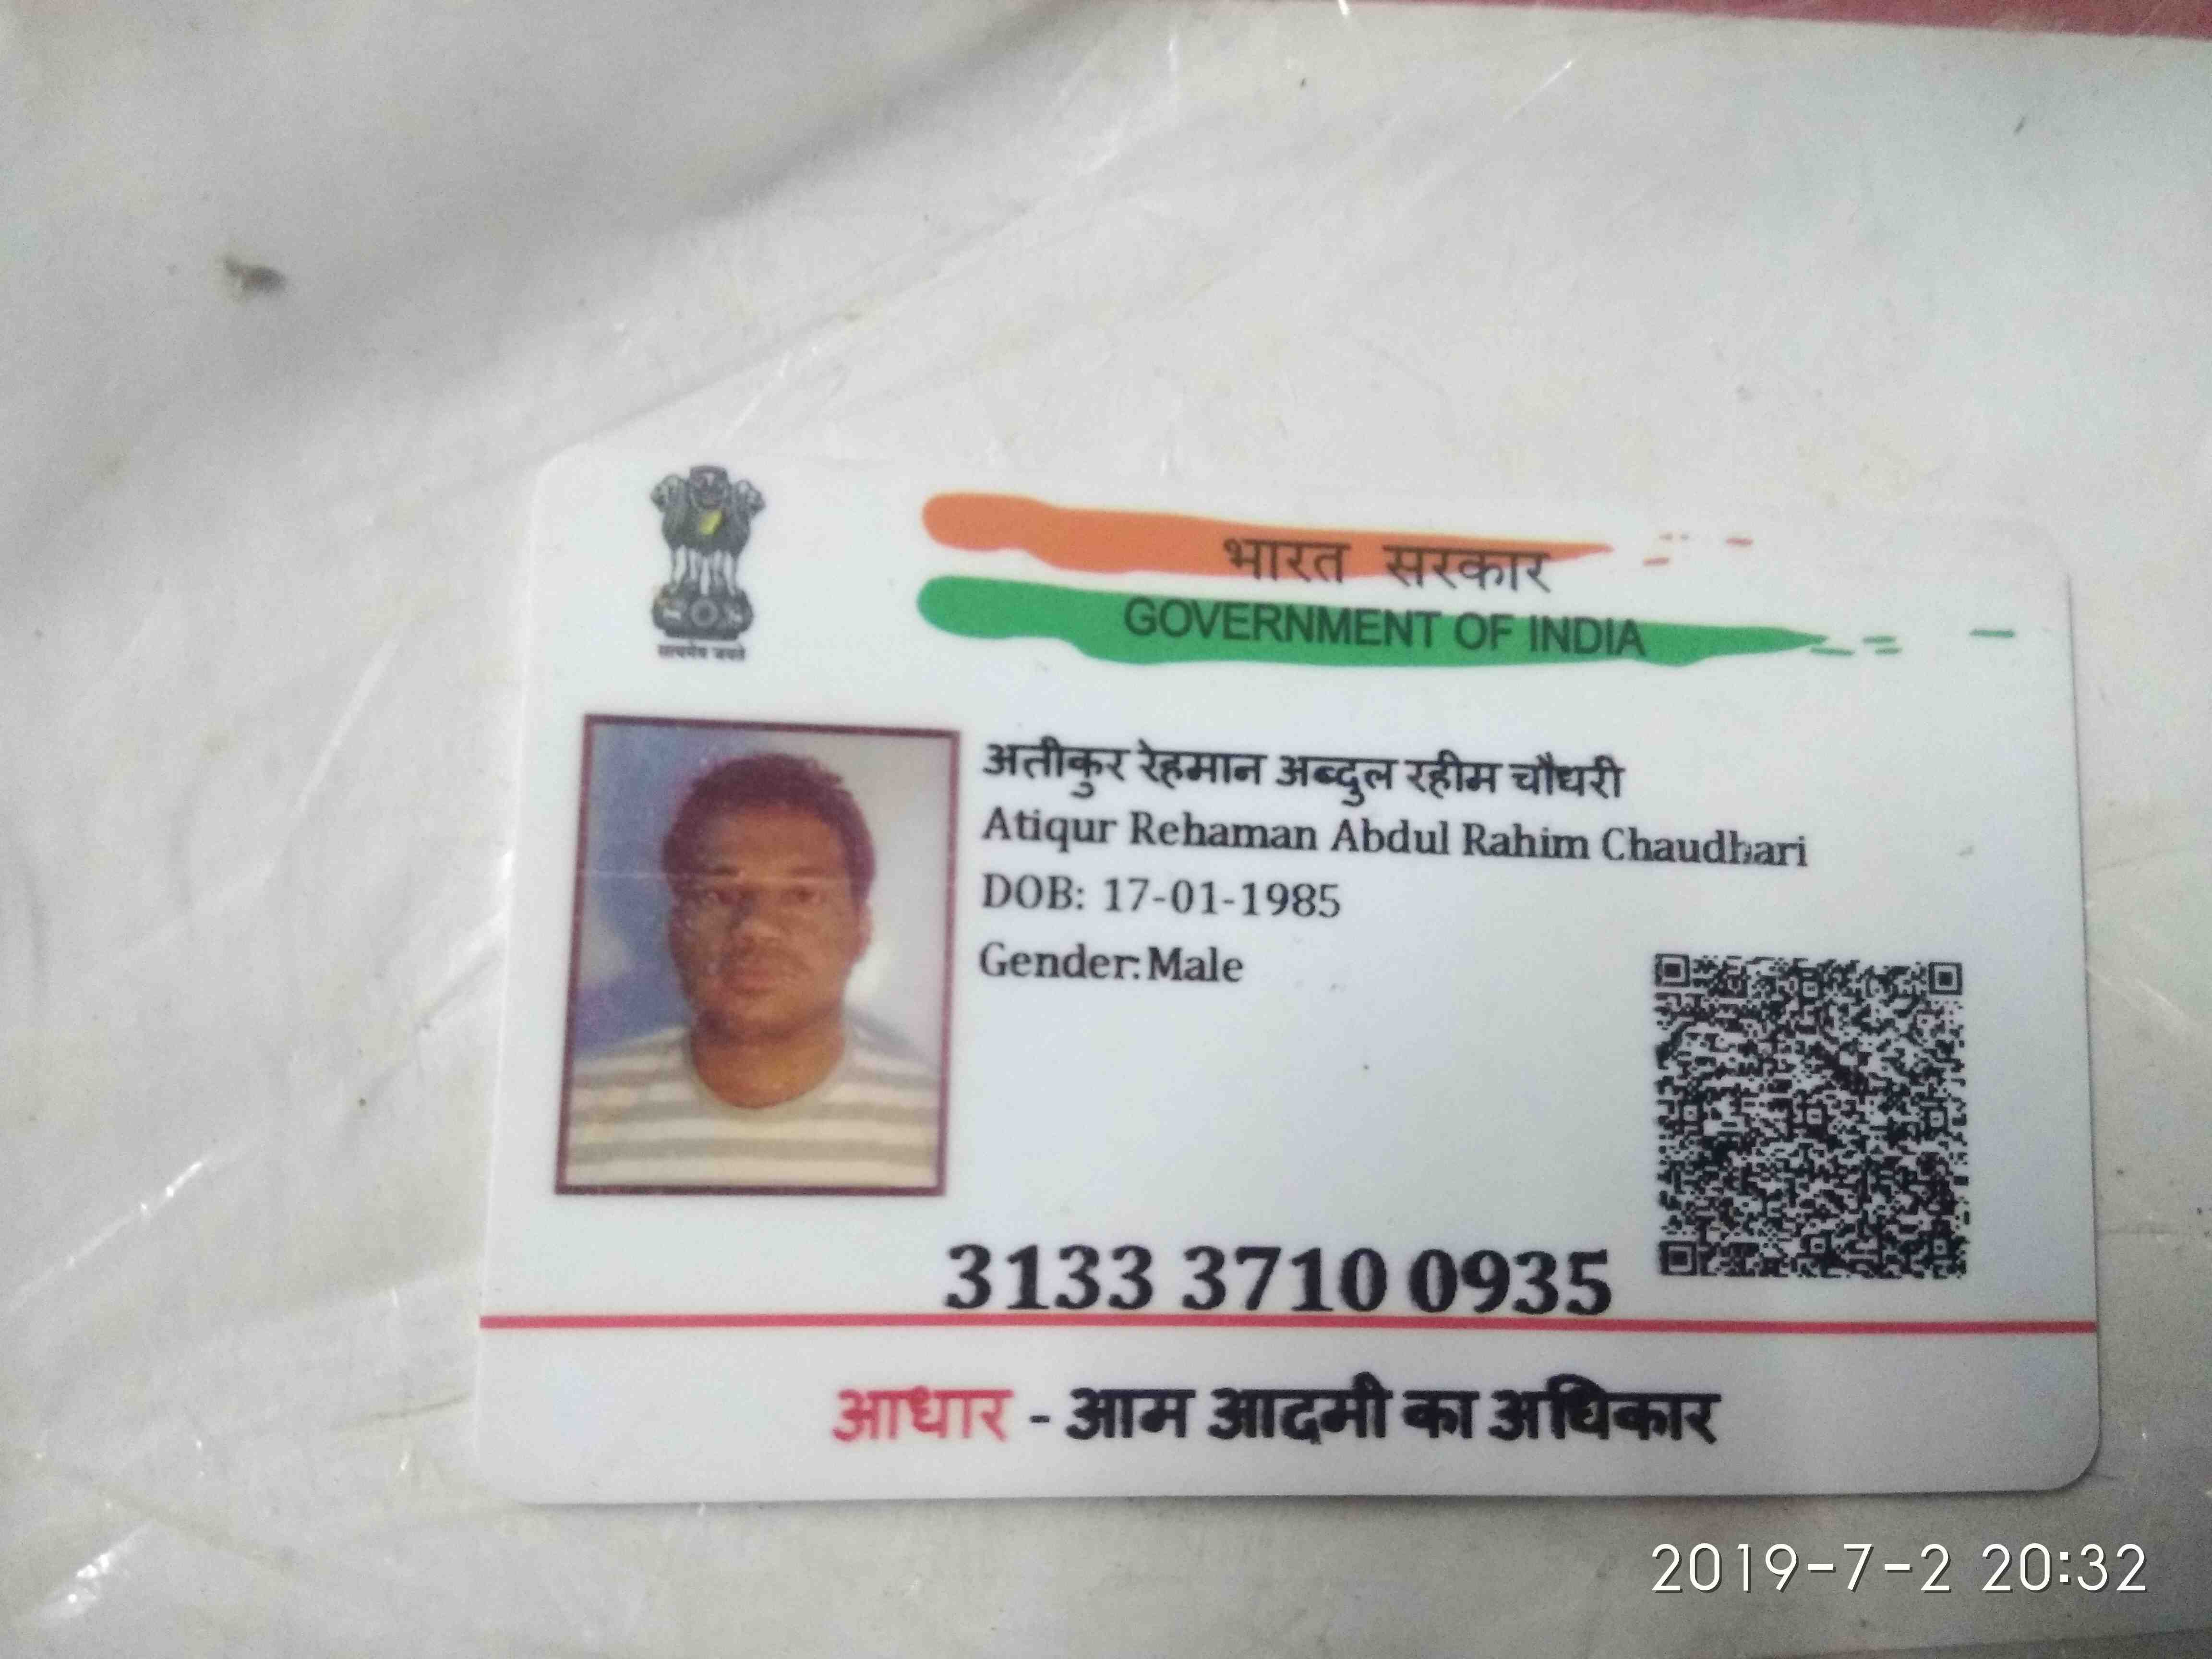 सत्यमेव जयते
भारत सरकार
GOVERNMENT OF INDIA
अतीकुर रेहमान अब्दुल रहीम चौधरी
Atiqur Rehaman Abdul Rahim Chaudhari
DOB: 17-01-1985
Gender:Male
3133 3710 0935
आधार - आम आदमी का अधिकार
2019-7-2 20:32